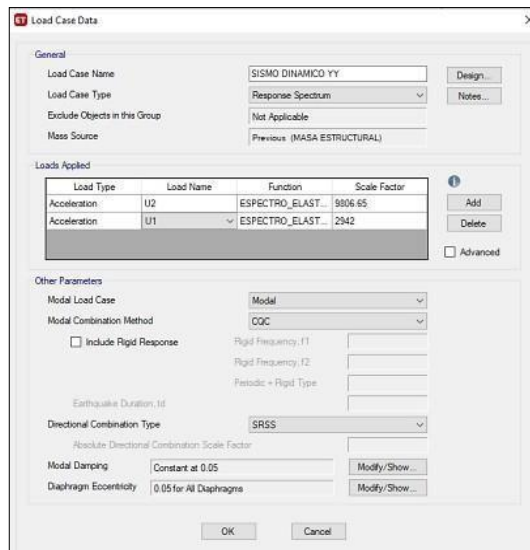 ET Load Case Data
General
Load Case Name SISMO DINAMICO YY Design...
Load Case Type Response Spectrum Notes...
Exclude Objects in this Group Not Applicable
Mass Source Previous (MASA ESTRUCTURAL)
Loads Applied
Load Type Load Name Function Scale Factor
Acceleration U2 ESPECTRO_ELAST... 9806.65 Add
Acceleration U1 ESPECTRO_ELAST... 2942 Delete
Advanced
Other Parameters
Modal Load Case Modal
Modal Combination Method CQC
Include Rigid Response Rigid Frequency, f1
Rigid Frequency, f2
Periodic + Rigid Type
Earthquake Duration, td
Directional Combination Type SRSS
Absolute Directional Combination Scale Factor
Modal Damping Constant at 0.05 Modify/Show...
Diaphragm Eccentricity 0.05 for All Diaphragms Modify/Show...
OK Cancel